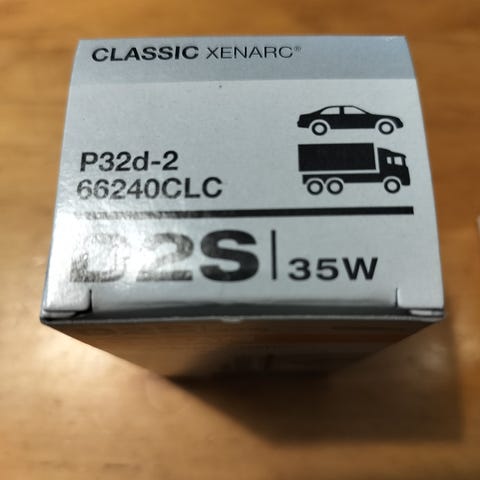 CLASSIC XENARC®
P32d-2
66240CLC
D2S | 35W